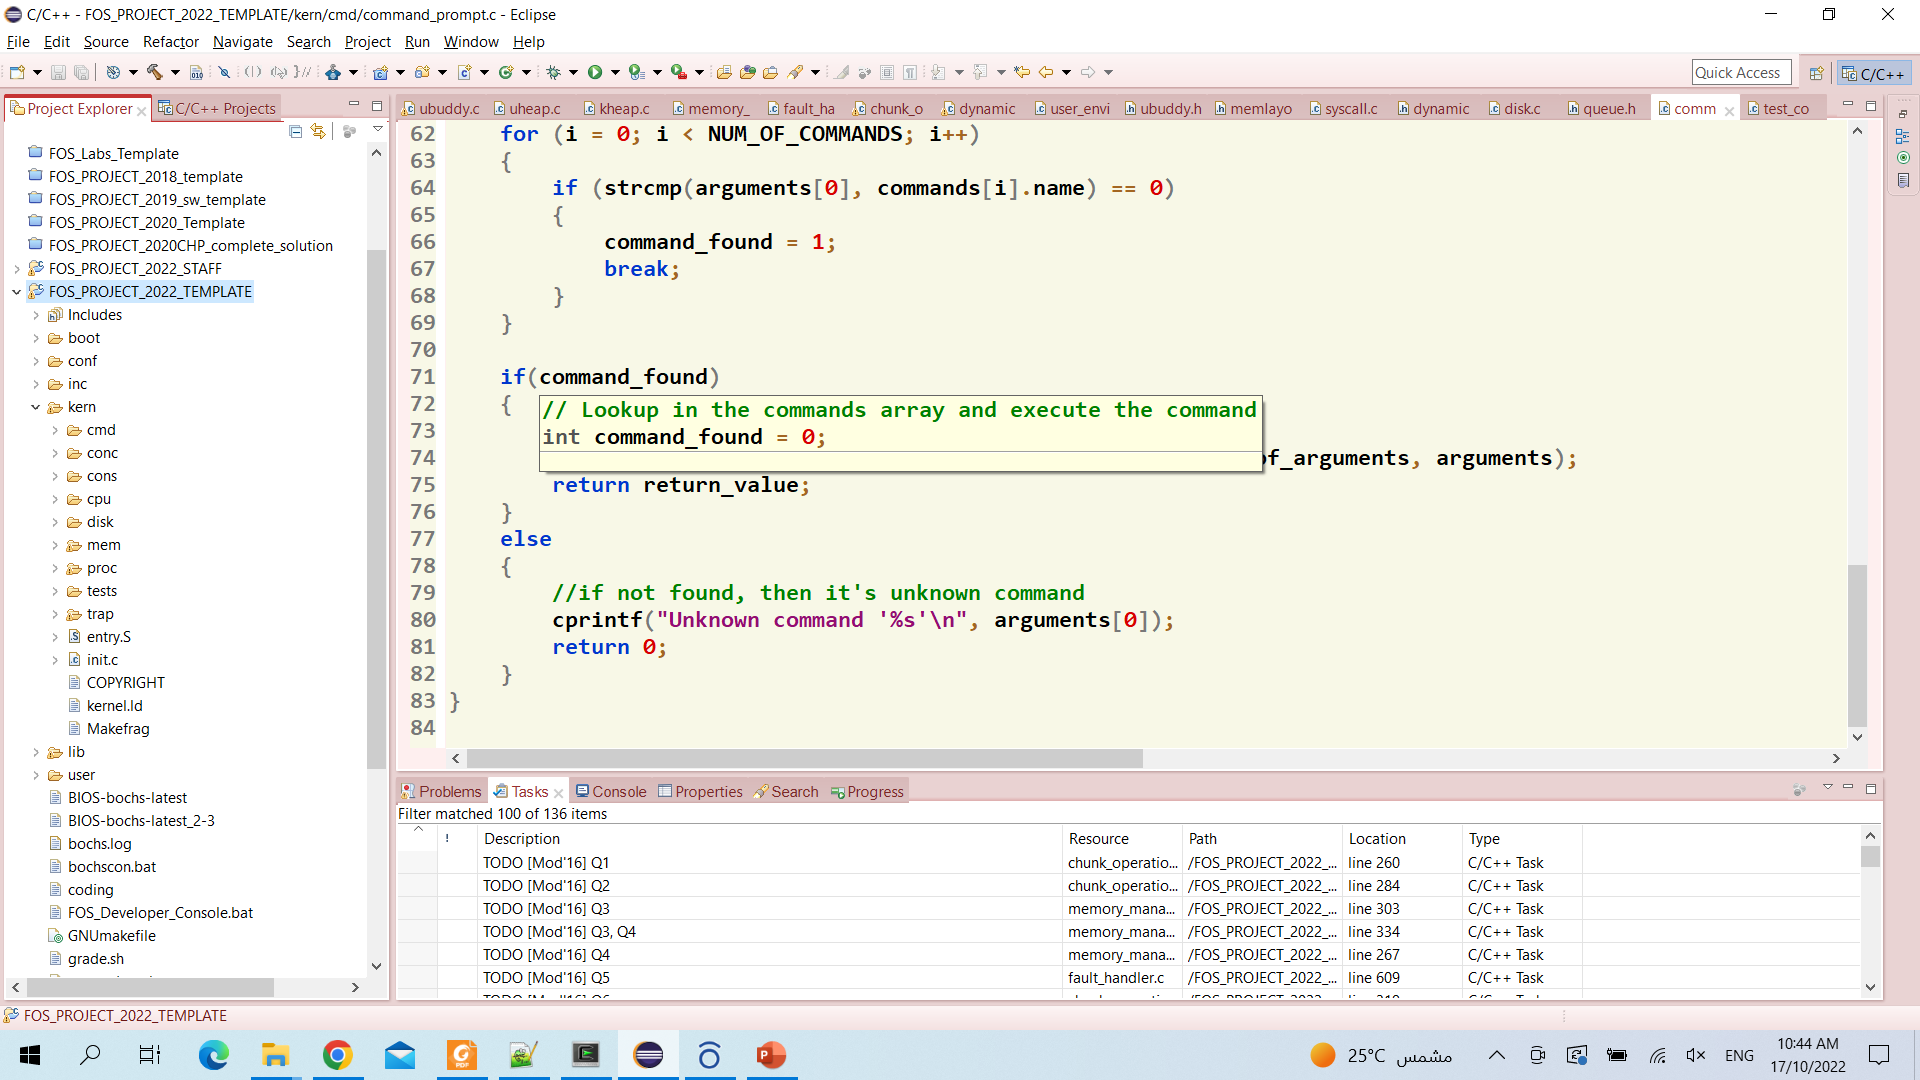 C/C++ - FOS_PROJECT_2022_TEMPLATE/kern/cmd/command_prompt.c - Eclipse
File Edit Source Refactor Navigate Search Project Run Window Help
Quick Access
C/C++
Project Explorer
C/C++ Projects
FOS_Labs_Template
FOS_PROJECT_2018_template
FOS_PROJECT_2019_sw_template
FOS_PROJECT_2020_Template
FOS_PROJECT_2020CHP_complete_solution
FOS_PROJECT_2022_STAFF
FOS_PROJECT_2022_TEMPLATE
Includes
boot
conf
inc
kern
cmd
conc
cons
cpu
disk
mem
proc
tests
trap
entry.S
init.c
COPYRIGHT
kernel.ld
Makefrag
lib
user
BIOS-bochs-latest
BIOS-bochs-latest_2-3
bochs.log
bochscon.bat
coding
FOS_Developer_Console.bat
GNUmakefile
grade.sh
ubuddy.c uheap.c kheap.c memory_ fault_ha chunk_o dynamic user_envi ubuddy.h memlayo syscall.c dynamic disk.c queue.h comm test_co
62 for (i = 0; i < NUM_OF_COMMANDS; i++)
63 {
64 if (strcmp(arguments[0], commands[i].name) == 0)
65 {
66 command_found = 1;
67 break;
68 }
69 }
70
71 if(command_found)
72 {
// Lookup in the commands array and execute the command
73
int command_found = 0;
74 of_arguments, arguments);
75 return return_value;
76 }
77 else
78 {
79 //if not found, then it's unknown command
80 cprintf("Unknown command '%s'\n", arguments[0]);
81 return 0;
82 }
83 }
84
Problems Tasks Console Properties Search Progress
Filter matched 100 of 136 items
! Description Resource Path Location Type
TODO [Mod'16] Q1 chunk_operatio... /FOS_PROJECT_2022_... line 260 C/C++ Task
TODO [Mod'16] Q2 chunk_operatio... /FOS_PROJECT_2022_... line 284 C/C++ Task
TODO [Mod'16] Q3 memory_mana... /FOS_PROJECT_2022_... line 303 C/C++ Task
TODO [Mod'16] Q3, Q4 memory_mana... /FOS_PROJECT_2022_... line 334 C/C++ Task
TODO [Mod'16] Q4 memory_mana... /FOS_PROJECT_2022_... line 267 C/C++ Task
TODO [Mod'16] Q5 fault_handler.c /FOS_PROJECT_2022_... line 609 C/C++ Task
FOS_PROJECT_2022_TEMPLATE
25°C مشمس
ENG
10:44 AM
17/10/2022